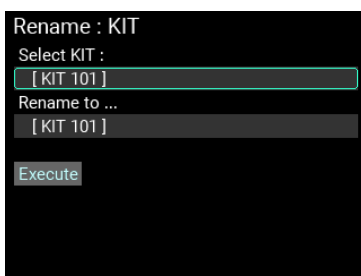 Rename : KIT
Select KIT :
[ KIT 101 ]
Rename to ...
[ KIT 101 ]
Execute